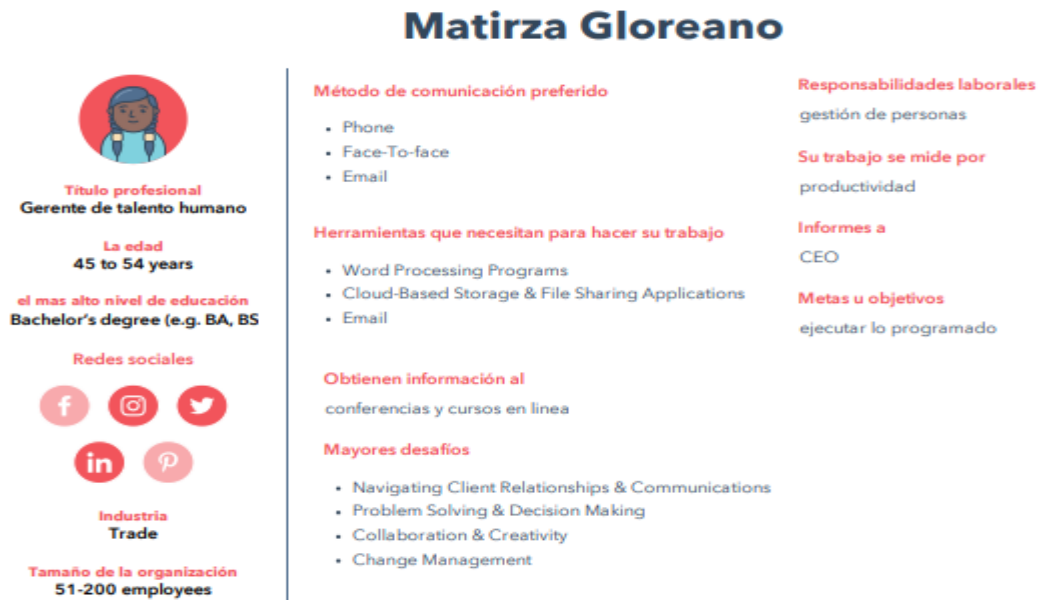 Matirza Gloreano
Título profesional
Gerente de talento humano
La edad
45 to 54 years
el mas alto nivel de educación
Bachelor's degree (e.g. BA, BS
Redes sociales
f
in
Industria
Trade
Tamaño de la organización
51-200 employees
Método de comunicación preferido
• Phone
• Face-To-face
• Email
Herramientas que necesitan para hacer su trabajo
• Word Processing Programs
• Cloud-Based Storage & File Sharing Applications
• Email
Obtienen información al
conferencias y cursos en linea
Mayores desafíos
• Navigating Client Relationships & Communications
• Problem Solving & Decision Making
• Collaboration & Creativity
• Change Management
Responsabilidades laborales
gestión de personas
Su trabajo se mide por
productividad
Informes a
CEO
Metas u objetivos
ejecutar lo programado